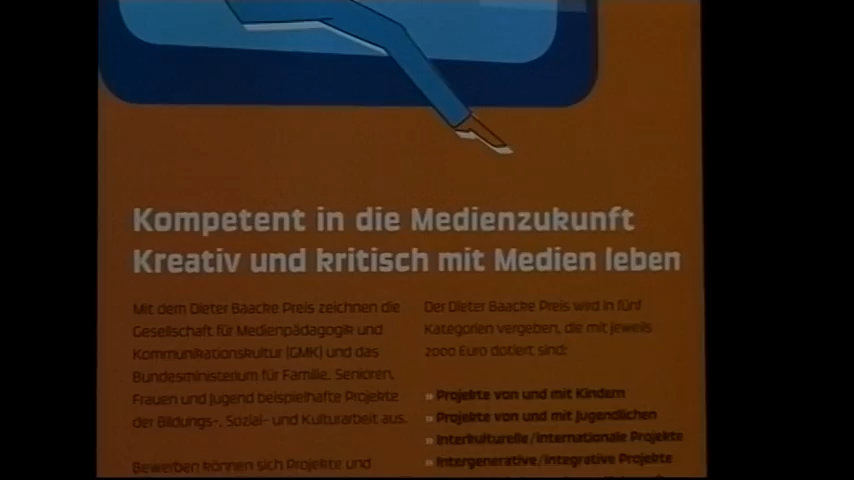 Kompetent in die Medienzukunft
Kreativ und kritisch mit Medien leben
Mit dem Dieter Baacke Preis zeichnen die
Gesellschaft für Medienpädagogik und
Kommunikationskultur (GMK) und das
Bundesministerium für Familie, Senioren,
Frauen und Jugend beispielhafte Projekte
der Bildungs-, Sozial- und Kulturarbeit aus.
Bewerben können sich Projekte und
Der Dieter Baacke Preis wird in fünf
Kategorien vergeben, die mit jeweils
2000 Euro dotiert sind:
» Projekte von und mit Kindern
» Projekte von und mit Jugendlichen
» Interkulturelle/Internationale Projekte
» Intergenerative/Integrative Projekte